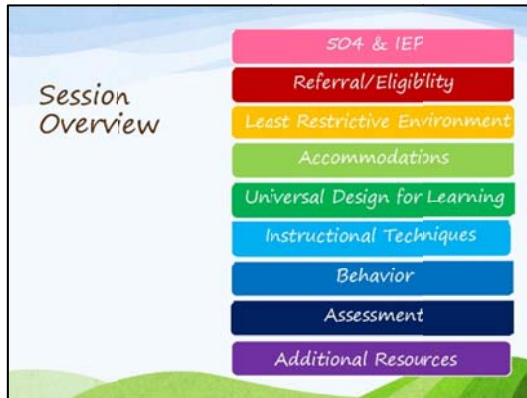 Session
Overview
504 & IEP
Referral/Eligibility
Least Restrictive Environment
Accommodations
Universal Design for Learning
Instructional Techniques
Behavior
Assessment
Additional Resources